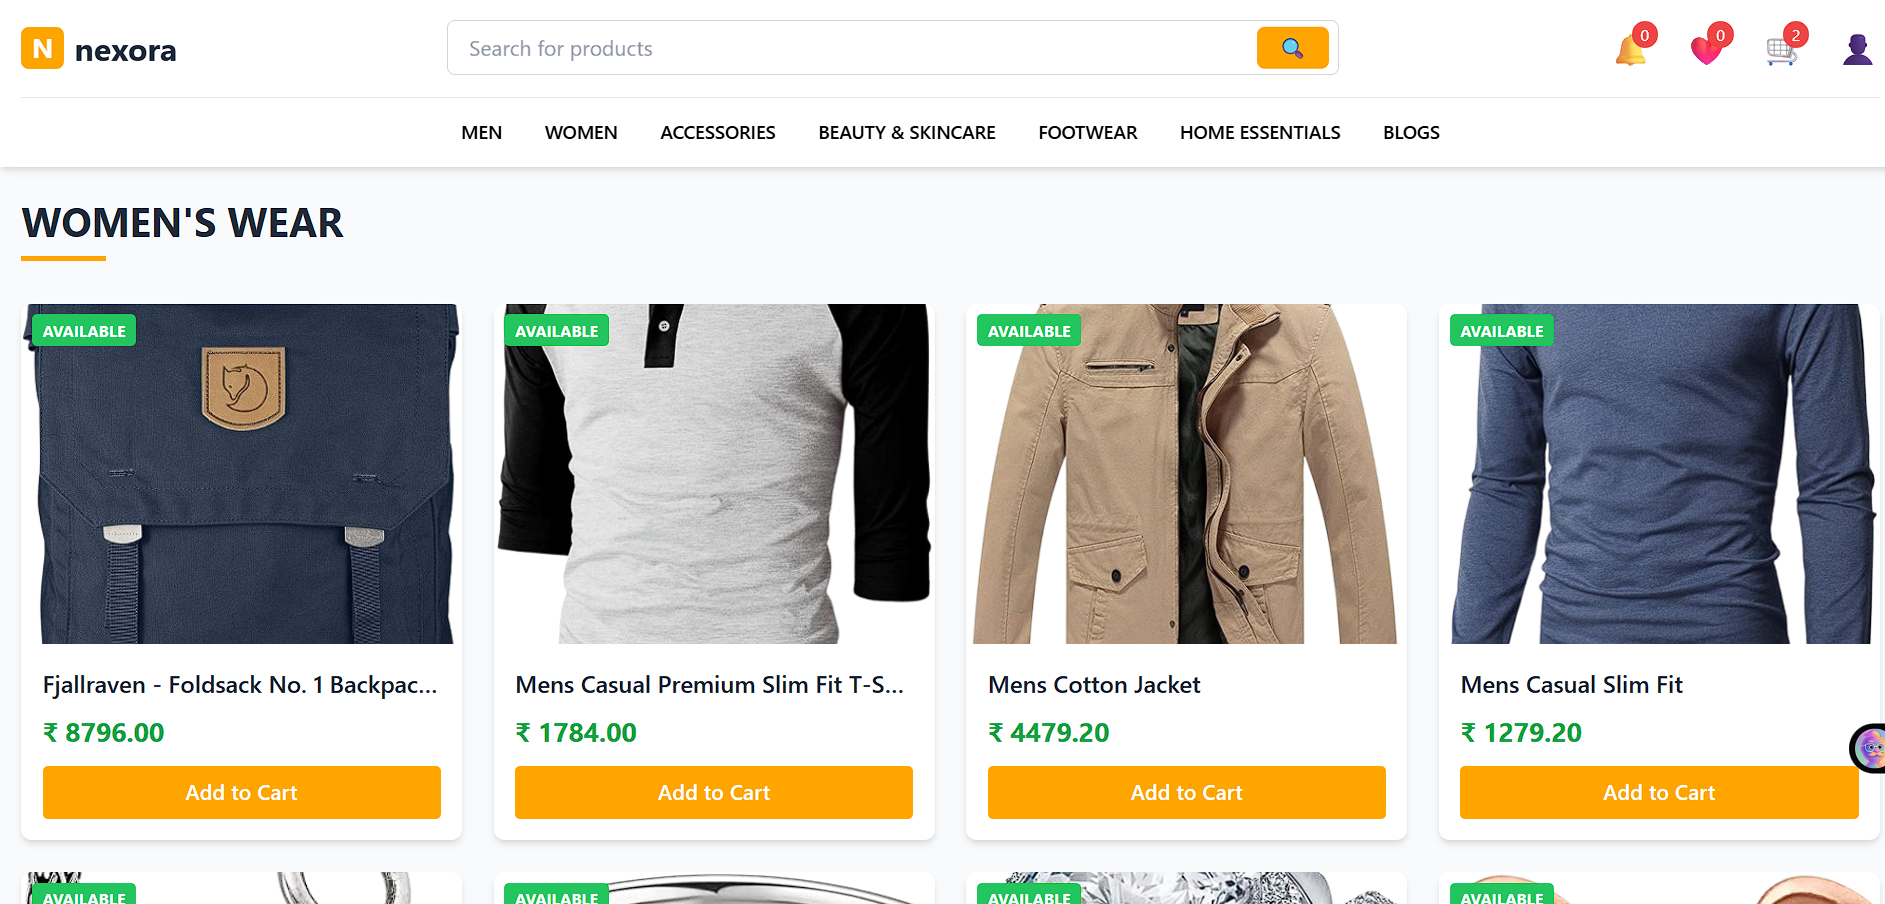 N nexora
Search for products
0
0
2
MEN WOMEN ACCESSORIES BEAUTY & SKINCARE FOOTWEAR HOME ESSENTIALS BLOGS
WOMEN'S WEAR
AVAILABLE AVAILABLE AVAILABLE AVAILABLE
Fjallraven - Foldsack No. 1 Backpac... Mens Casual Premium Slim Fit T-S... Mens Cotton Jacket Mens Casual Slim Fit
₹ 8796.00 ₹ 1784.00 ₹ 4479.20 ₹ 1279.20
Add to Cart Add to Cart Add to Cart Add to Cart
AVAILABLE AVAILABLE AVAILABLE AVAILABLE